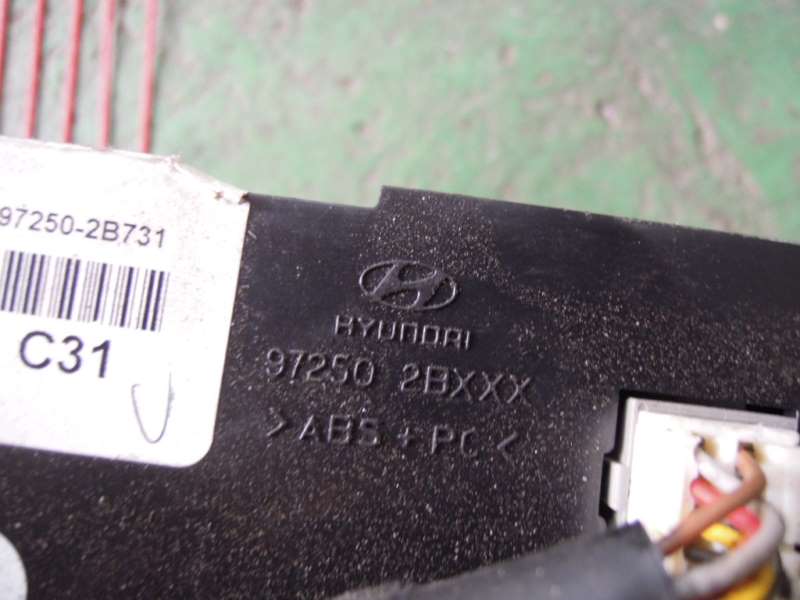 97250-2B731
C31
HYUNDAI
97250 2BXXX
>ABS+PC<